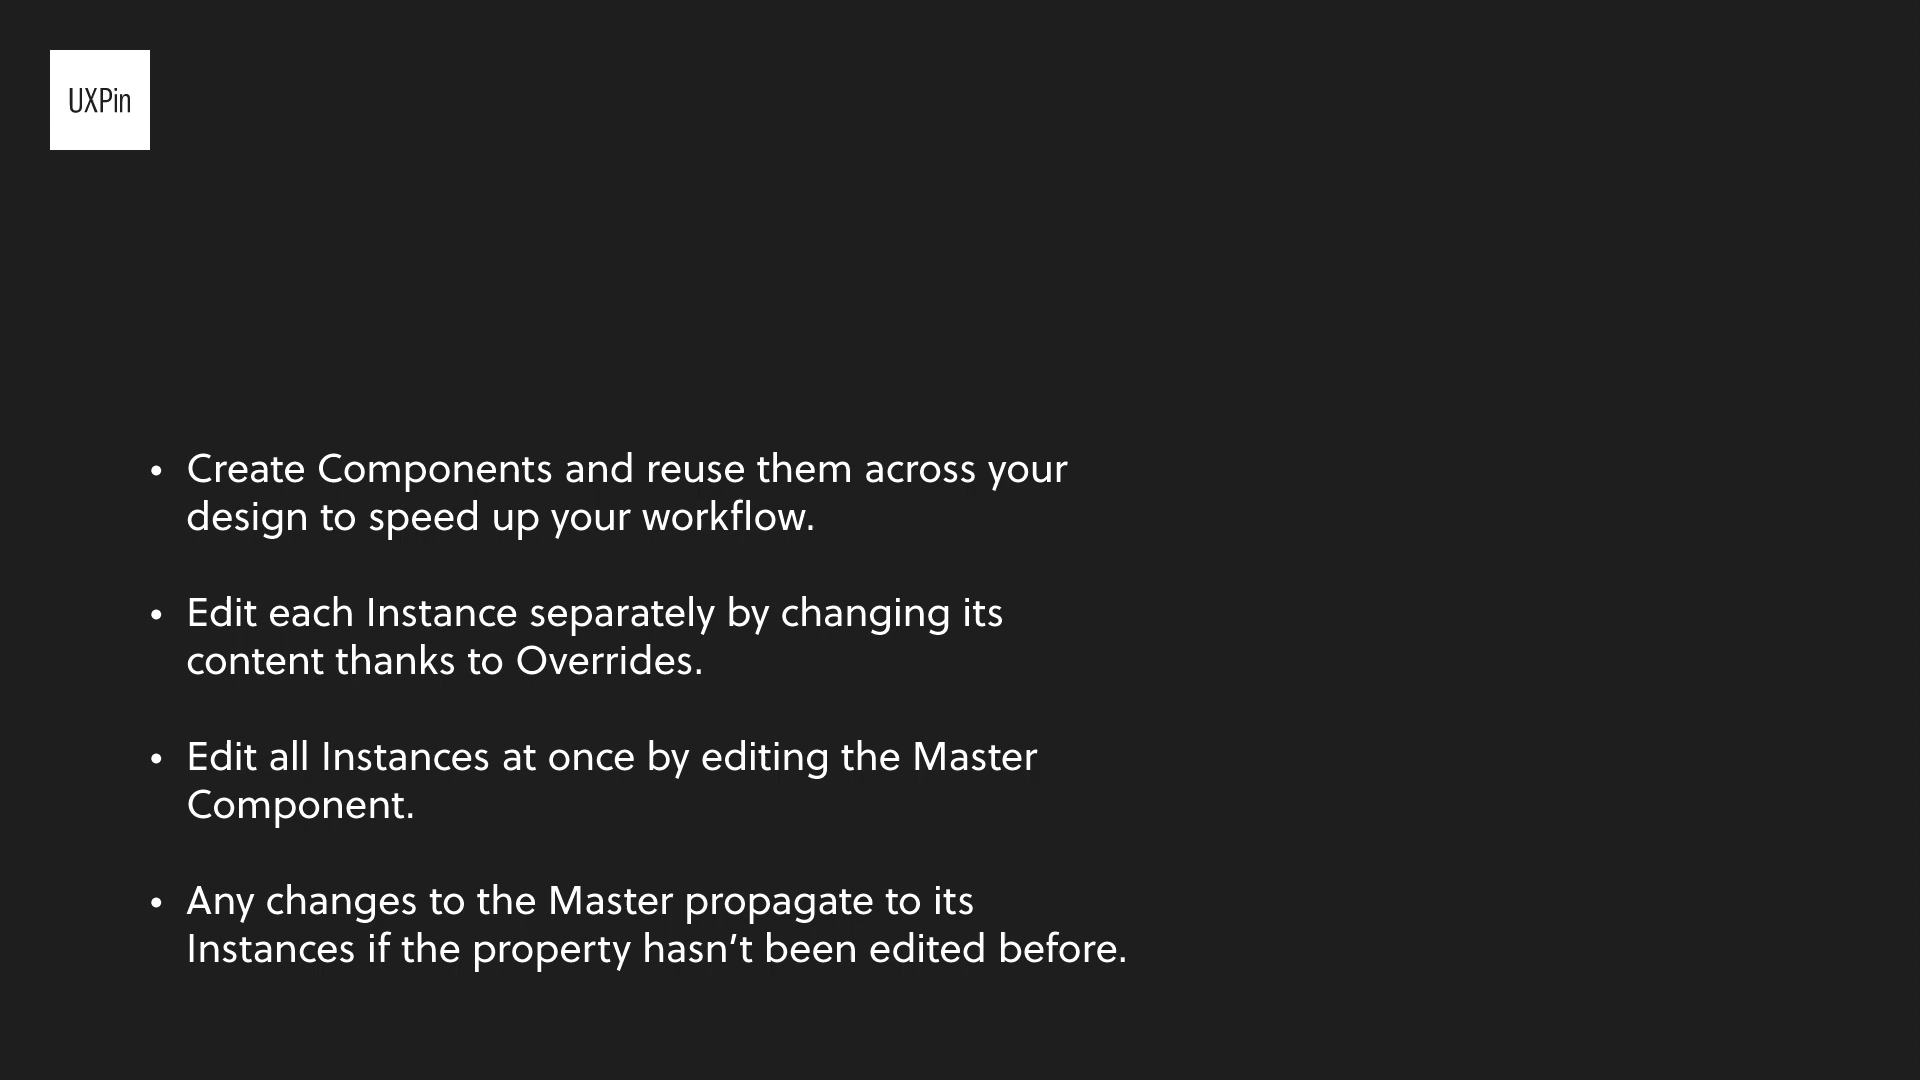 UXPin
• Create Components and reuse them across your
design to speed up your workflow.
• Edit each Instance separately by changing its
content thanks to Overrides.
• Edit all Instances at once by editing the Master
Component.
• Any changes to the Master propagate to its
Instances if the property hasn’t been edited before.